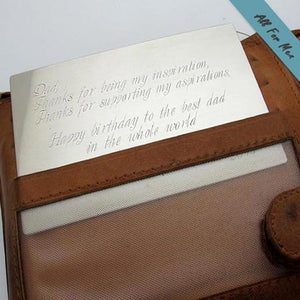 All For Men
Dad,
Thanks for being my inspiration,
Thanks for supporting my aspirations,
Happy birthday to the best dad
in the whole world